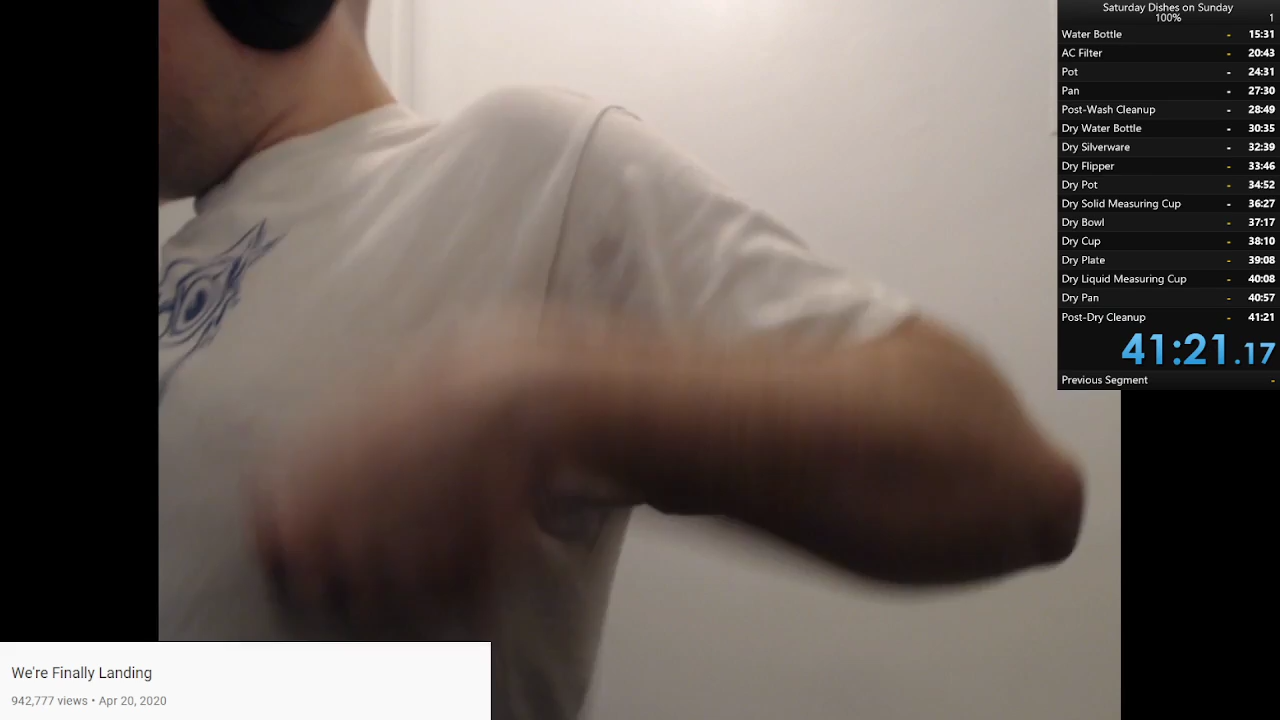 Saturday Dishes on Sunday
100% 1
Water Bottle - 15:31
AC Filter - 20:43
Pot - 24:31
Pan - 27:30
Post-Wash Cleanup - 28:49
Dry Water Bottle - 30:35
Dry Silverware - 32:39
Dry Flipper - 33:46
Dry Pot - 34:52
Dry Solid Measuring Cup - 36:27
Dry Bowl - 37:17
Dry Cup - 38:10
Dry Plate - 39:08
Dry Liquid Measuring Cup - 40:08
Dry Pan - 40:57
Post-Dry Cleanup - 41:21
41:21.17
Previous Segment -
We're Finally Landing
942,777 views • Apr 20, 2020